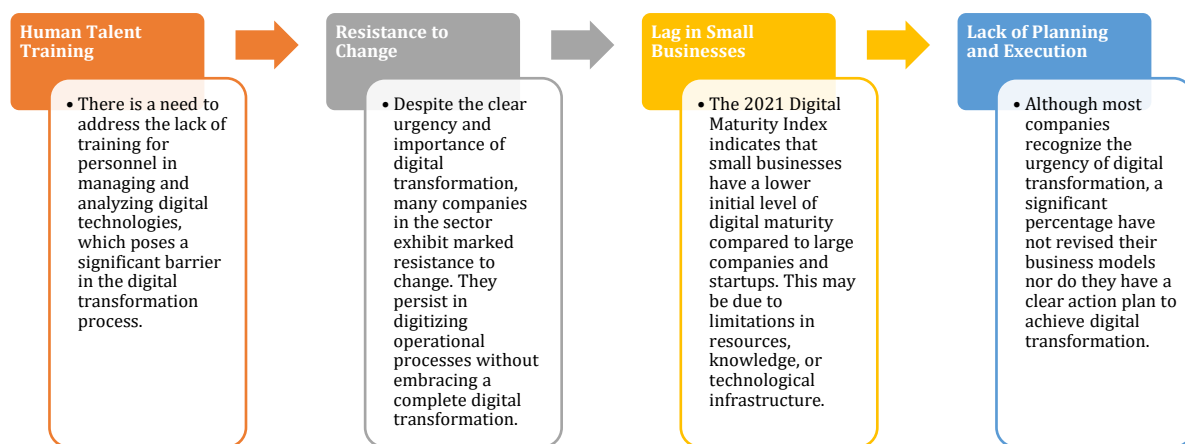 Human Talent
Training
• There is a need to
address the lack of
training for
personnel in
managing and
analyzing digital
technologies,
which poses a
significant barrier
in the digital
transformation
process.
Resistance to
Change
• Despite the clear
urgency and
importance of
digital
transformation,
many companies
in the sector
exhibit marked
resistance to
change. They
persist in
digitizing
operational
processes without
embracing a
complete digital
transformation.
Lag in Small
Businesses
• The 2021 Digital
Maturity Index
indicates that
small businesses
have a lower
initial level of
digital maturity
compared to large
companies and
startups. This may
be due to
limitations in
resources,
knowledge, or
technological
infrastructure.
Lack of Planning
and Execution
• Although most
companies
recognize the
urgency of digital
transformation, a
significant
percentage have
not revised their
business models
nor do they have a
clear action plan to
achieve digital
transformation.